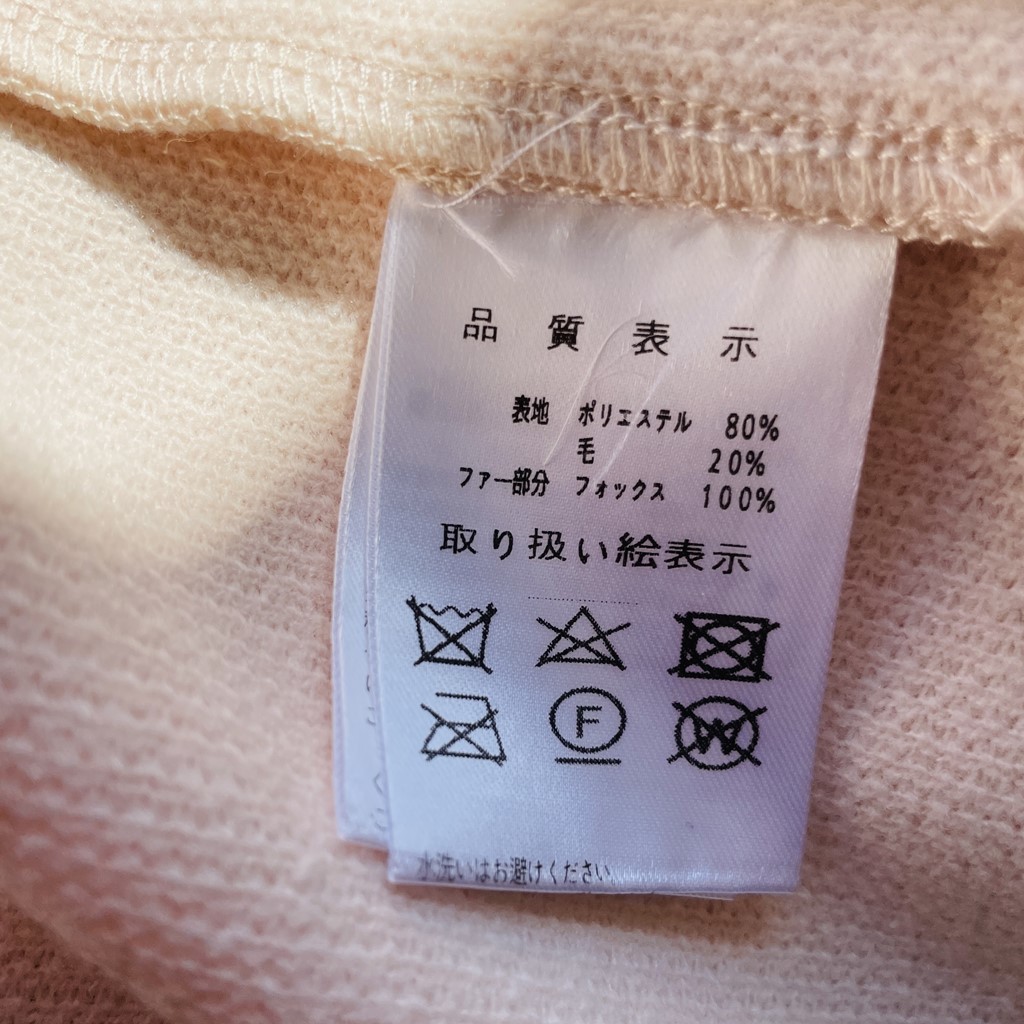 品質表示
表地 ポリエステル 80%
毛 20%
ファー部分 フォックス 100%
取り扱い絵表示
F
W
水洗いはお避けください